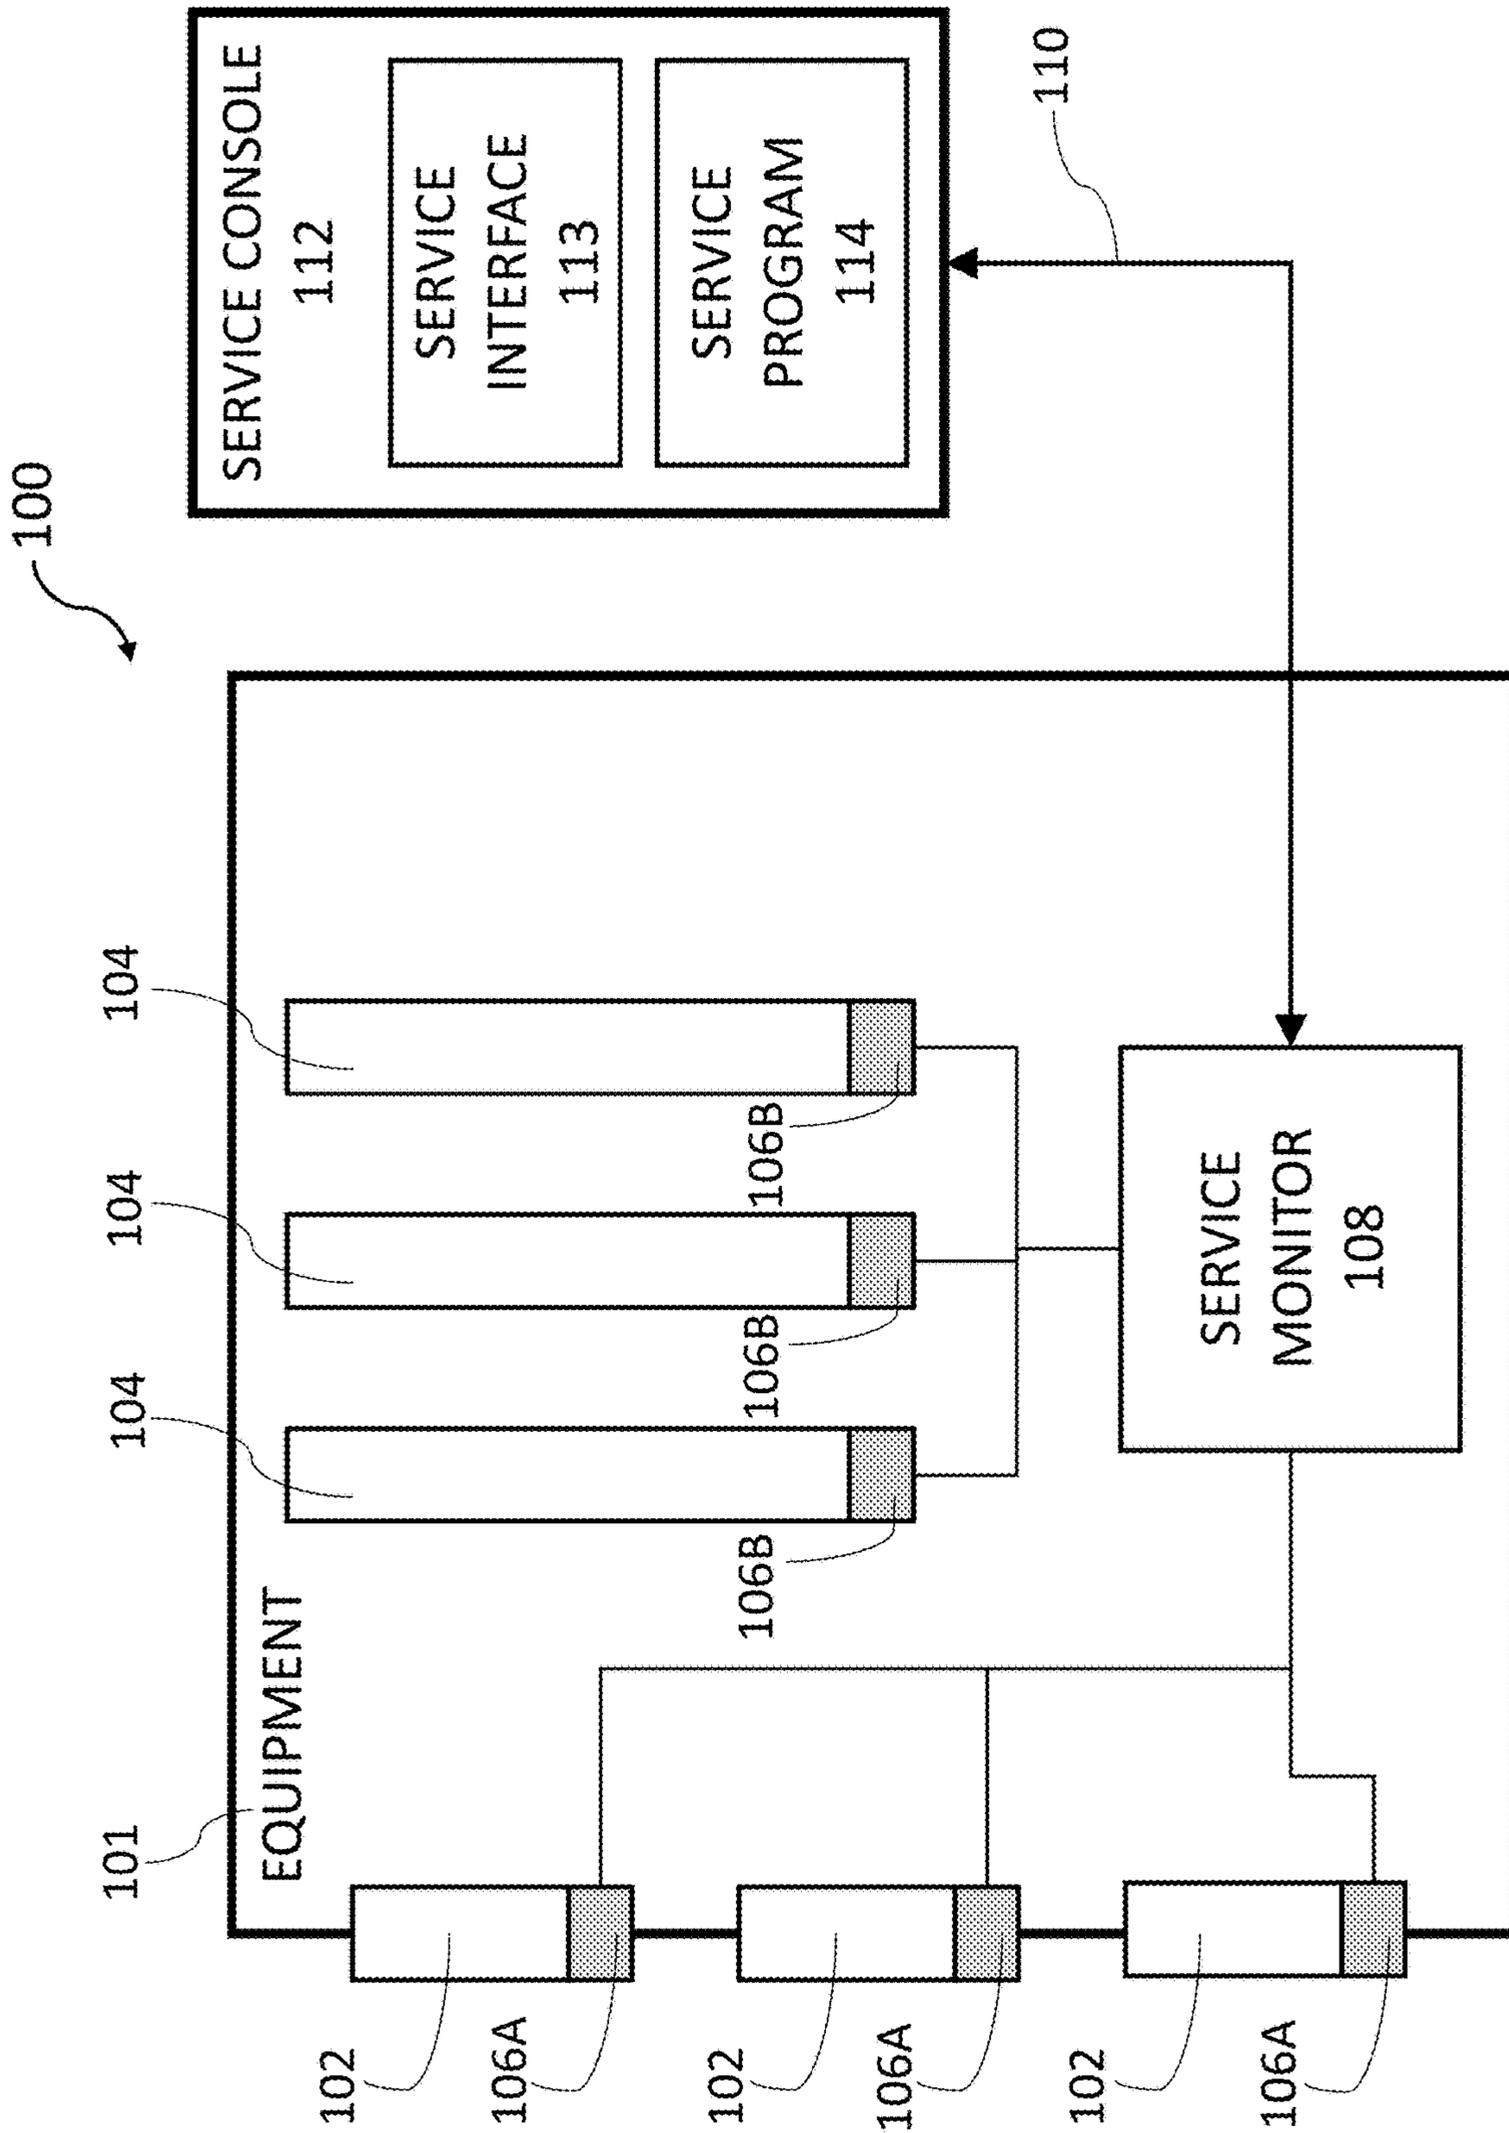 100
101
EQUIPMENT
104
104
104
SERVICE CONSOLE
112
SERVICE
INTERFACE
113
SERVICE
PROGRAM
114
102
106A
102
106A
102
106A
106B
106B
106B
SERVICE
MONITOR
108
110